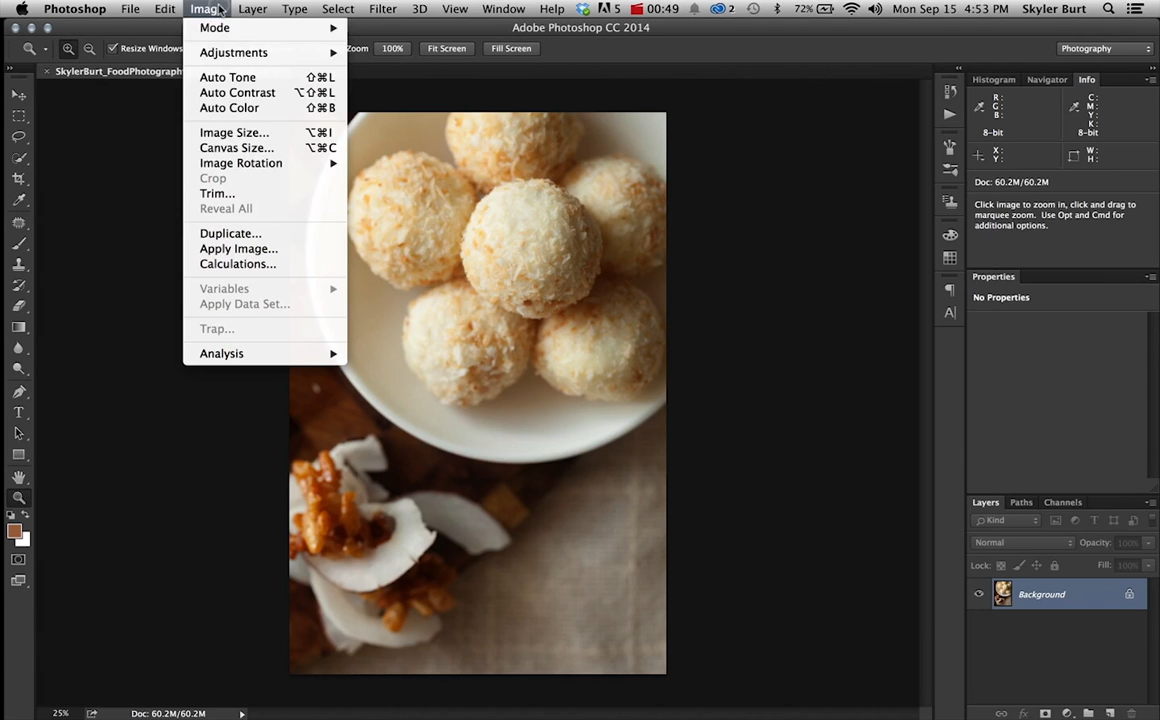 Photoshop File Edit Image Layer Type Select Filter 3D View Window Help 5 00:49 2 72% Mon Sep 15 4:53 PM Skyler Burt
Adobe Photoshop CC 2014
Resize Windows Zoom 100% Fit Screen Fill Screen Photography
× SkylerBurt_FoodPhotograph
Mode
Adjustments
Auto Tone ⇧⌘L
Auto Contrast ⌥⇧⌘L
Auto Color ⇧⌘B
Image Size... ⌥⌘I
Canvas Size... ⌥⌘C
Image Rotation
Crop
Trim...
Reveal All
Duplicate...
Apply Image...
Calculations...
Variables
Apply Data Set...
Trap...
Analysis
Histogram Navigator Info
R: C:
G: M:
B: Y:
K:
8-bit 8-bit
X: W:
Y: H:
Doc: 60.2M/60.2M
Click image to zoom in, click and drag to
marquee zoom. Use Opt and Cmd for
additional options.
Properties
No Properties
Layers Paths Channels
Kind
Normal Opacity: 100%
Lock: Fill: 100%
Background
25% Doc: 60.2M/60.2M